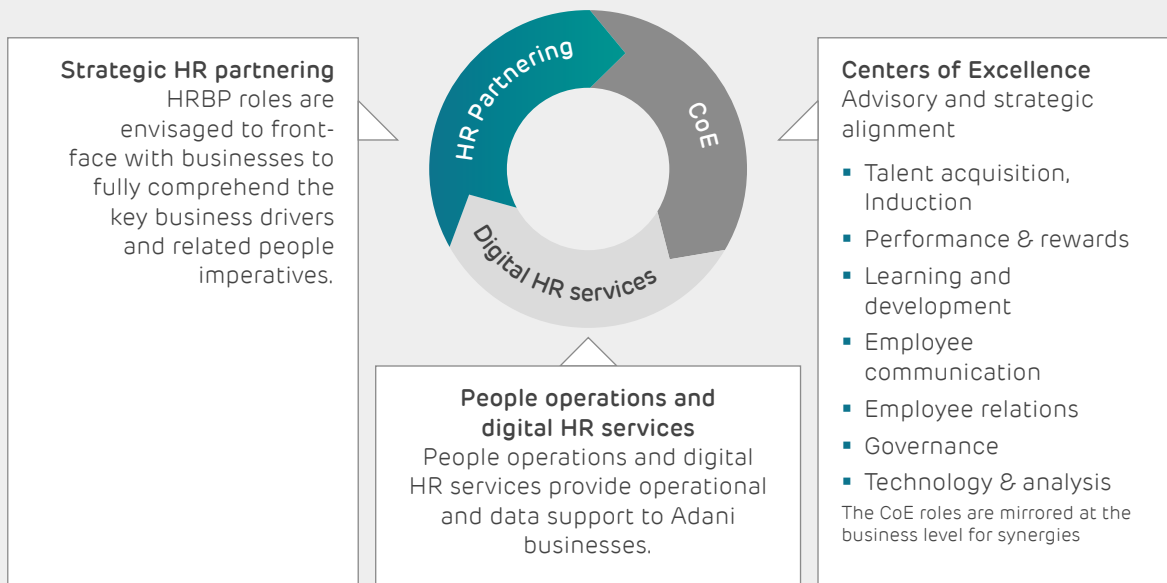 Strategic HR partnering
HRBP roles are
envisaged to front-
face with businesses to
fully comprehend the
key business drivers
and related people
imperatives.
HR Partnering
CoE
Digital HR services
People operations and
digital HR services
People operations and digital
HR services provide operational
and data support to Adani
businesses.
Centers of Excellence
Advisory and strategic
alignment
▪ Talent acquisition,
Induction
▪ Performance & rewards
▪ Learning and
development
▪ Employee
communication
▪ Employee relations
▪ Governance
▪ Technology & analysis
The CoE roles are mirrored at the
business level for synergies